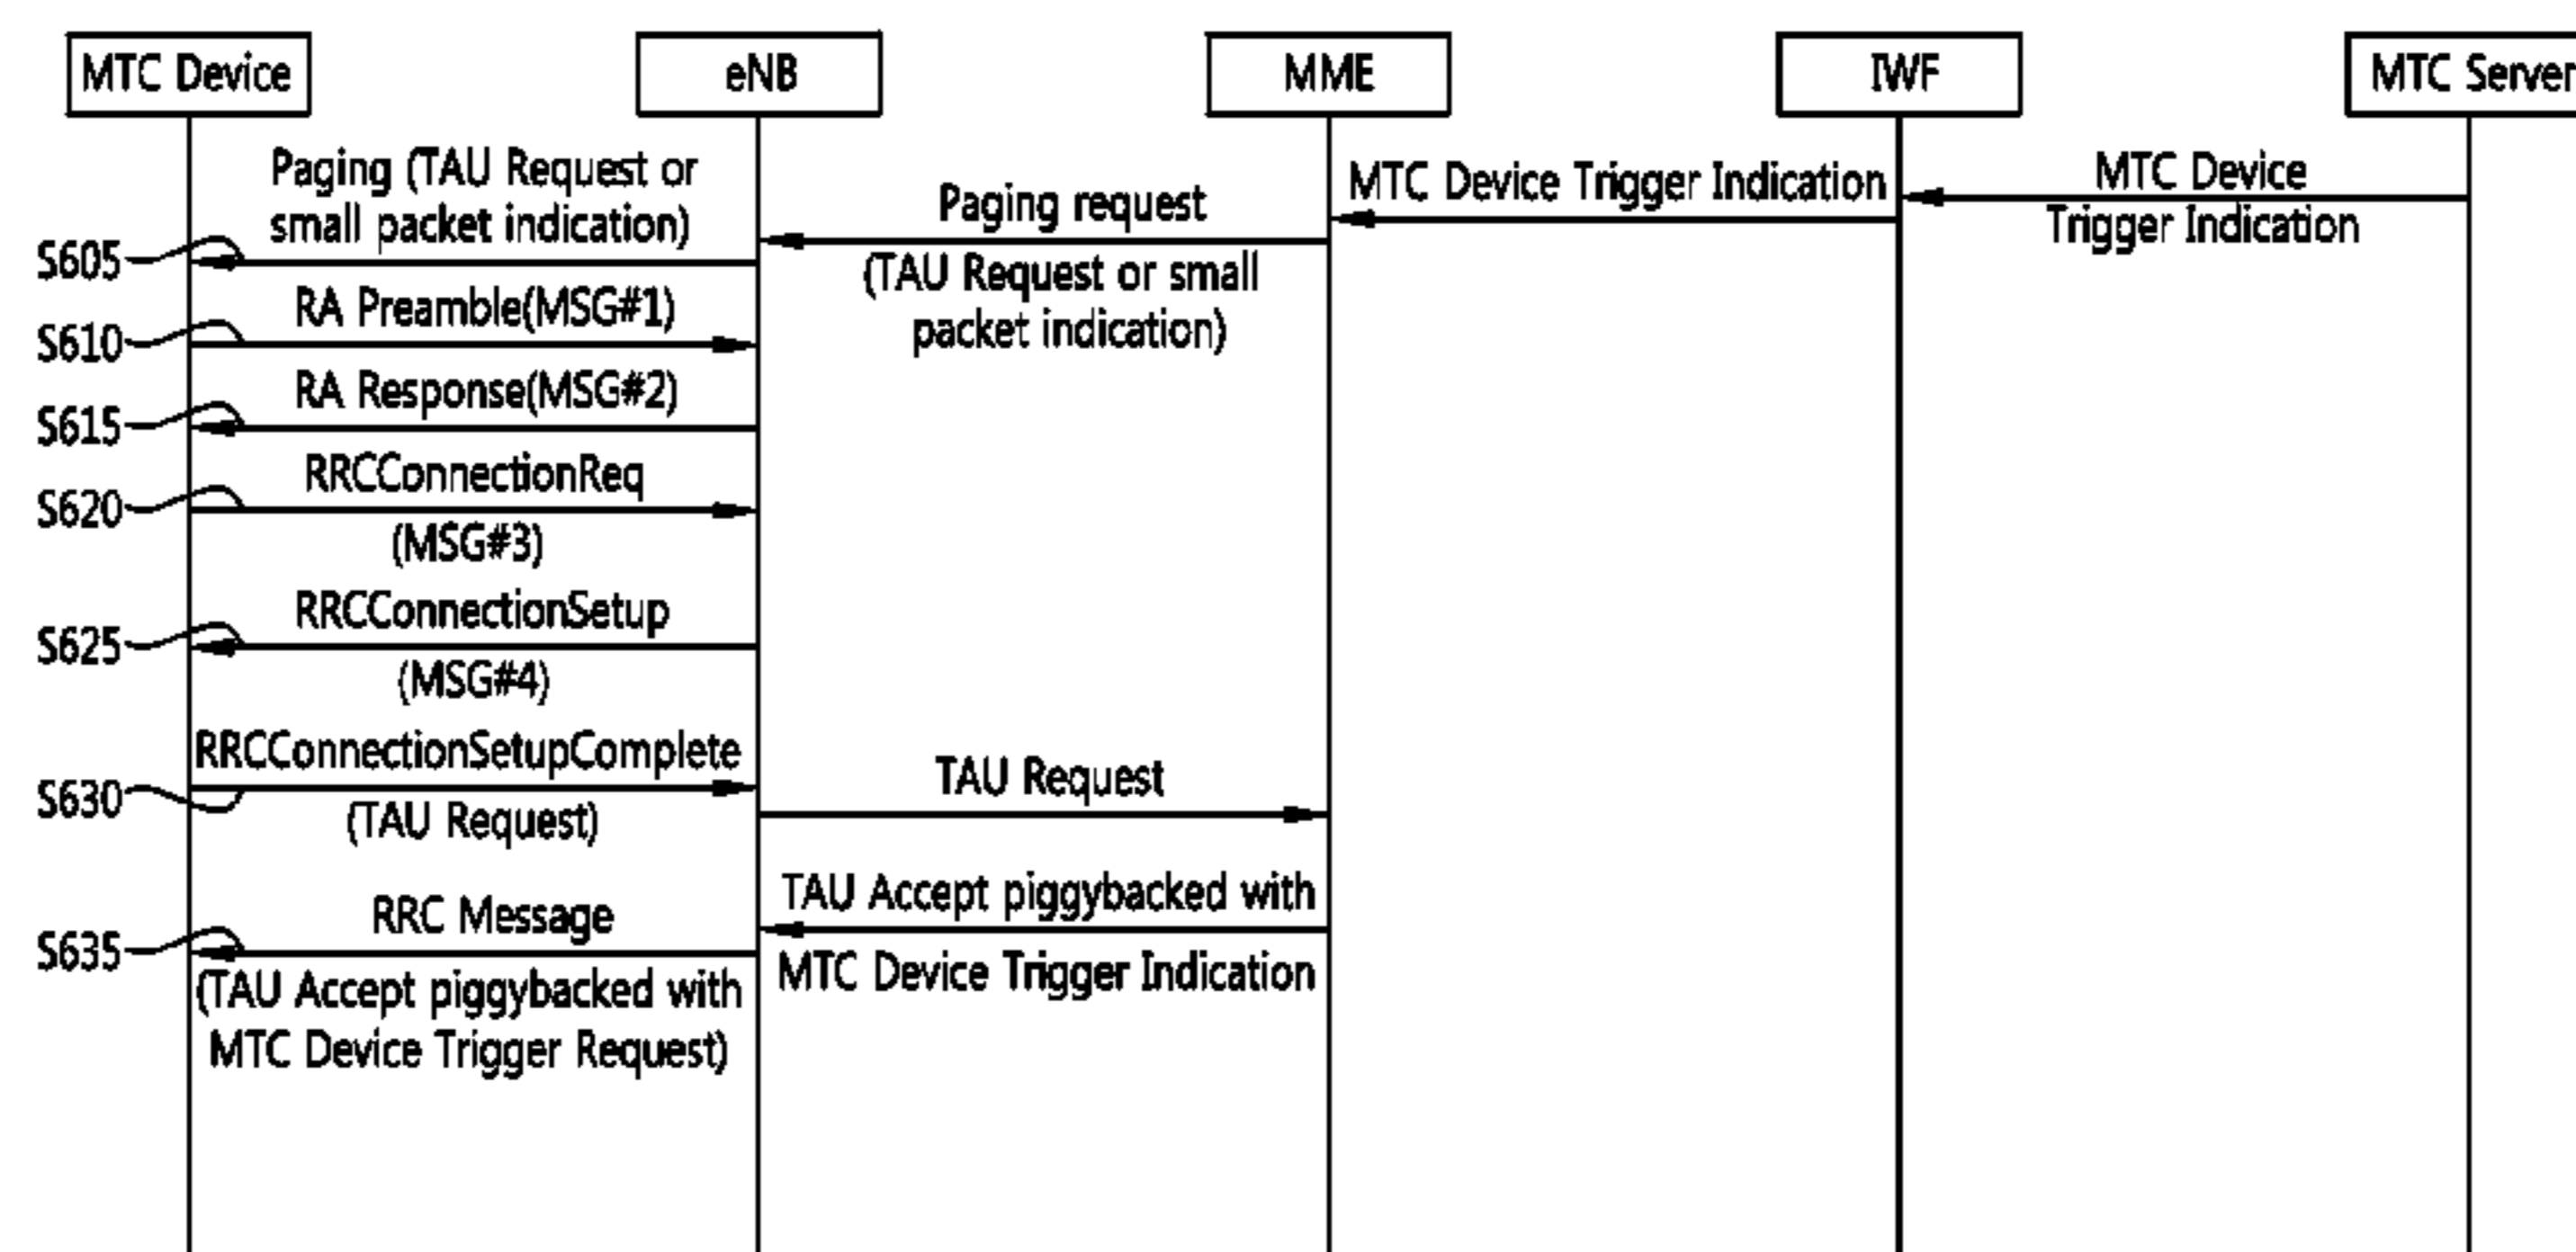 MTC Device
eNB
MME
IWF
MTC Server
Paging (TAU Request or
small packet indication)
Paging request
(TAU Request or small
packet indication)
MTC Device Trigger Indication
MTC Device
Trigger Indication
S605
RA Preamble(MSG#1)
S610
RA Response(MSG#2)
S615
RRCConnectionReq
(MSG#3)
S620
RRCConnectionSetup
(MSG#4)
S625
RRCConnectionSetupComplete
(TAU Request)
S630
TAU Request
TAU Accept piggybacked with
MTC Device Trigger Indication
RRC Message
S635
(TAU Accept piggybacked with
MTC Device Trigger Request)